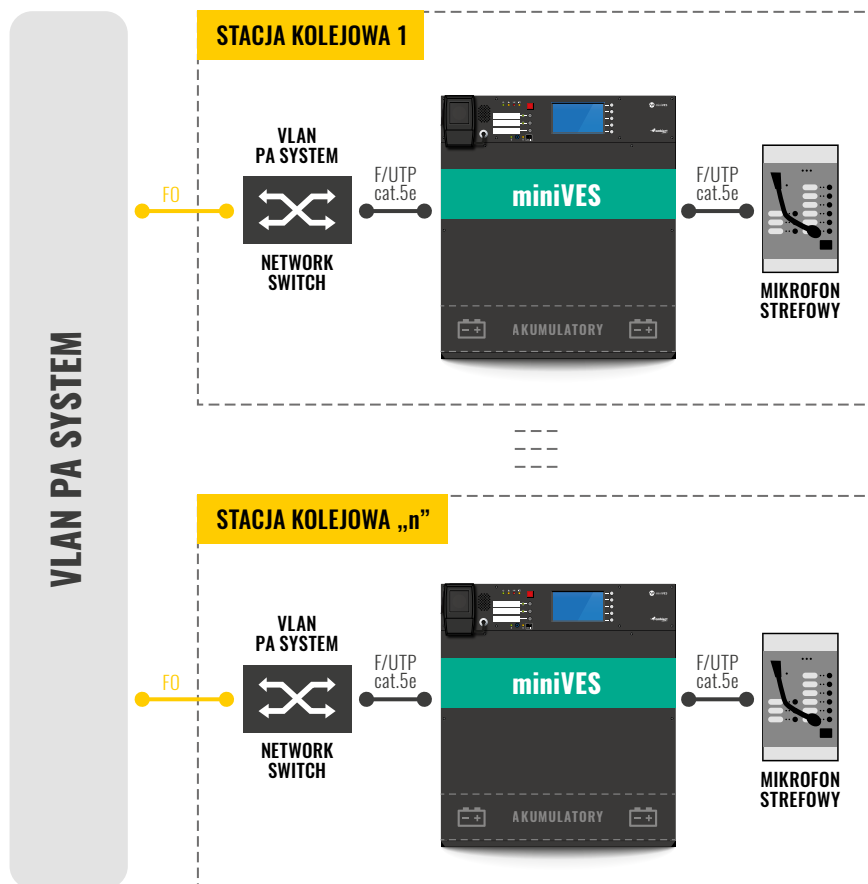 VLAN PA SYSTEM
STACJA KOLEJOWA 1
FO
VLAN
PA SYSTEM
NETWORK
SWITCH
F/UTP
cat.5e
miniVES
AKUMULATORY
F/UTP
cat.5e
MIKROFON
STREFOWY
STACJA KOLEJOWA „n”
FO
VLAN
PA SYSTEM
NETWORK
SWITCH
F/UTP
cat.5e
miniVES
AKUMULATORY
F/UTP
cat.5e
MIKROFON
STREFOWY